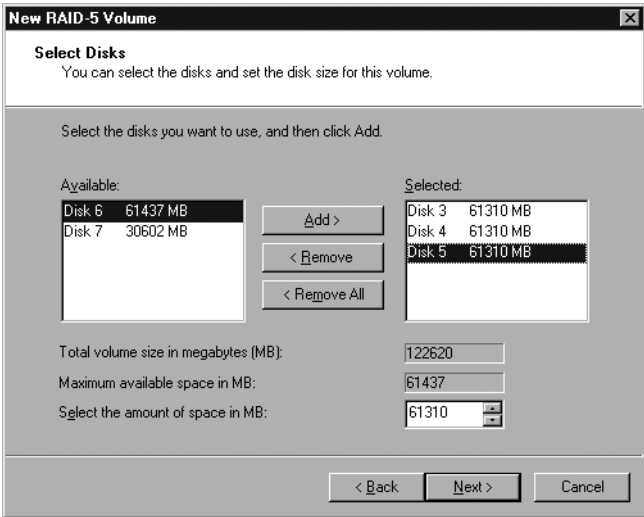 New RAID-5 Volume
Select Disks
You can select the disks and set the disk size for this volume.
Select the disks you want to use, and then click Add.
Available:
Selected:
Disk 6 61437 MB
Disk 7 30602 MB
Add >
< Remove
< Remove All
Disk 3 61310 MB
Disk 4 61310 MB
Disk 5 61310 MB
Total volume size in megabytes (MB): 122620
Maximum available space in MB: 61437
Select the amount of space in MB: 61310
< Back Next > Cancel